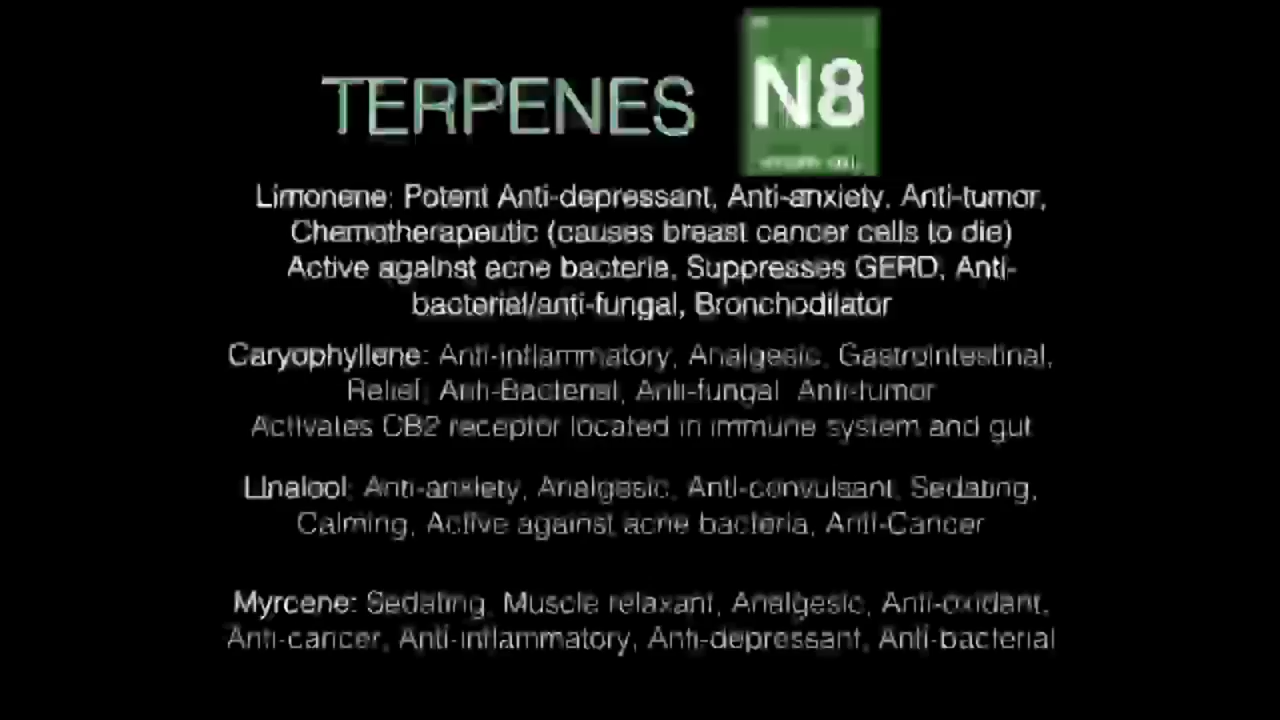 TERPENES
N8
Limonene: Potent Anti-depressant, Anti-anxiety, Anti-tumor,
Chemotherapeutic (causes breast cancer cells to die)
Active against acne bacteria, Suppresses GERD, Anti-
bacterial/anti-fungal, Bronchodilator
Caryophyllene: Anti-inflammatory, Analgesic, Gastrointestinal,
Relief, Anti-Bacterial, Anti-fungal Anti-tumor
Activates CB2 receptor located in immune system and gut
Linalool: Anti-anxiety, Analgesic, Anti-convulsant, Sedating,
Calming, Active against acne bacteria, Anti-Cancer
Myrcene: Sedating, Muscle relaxant, Analgesic, Anti-oxidant,
Anti-cancer, Anti-inflammatory, Anti-depressant, Anti-bacterial